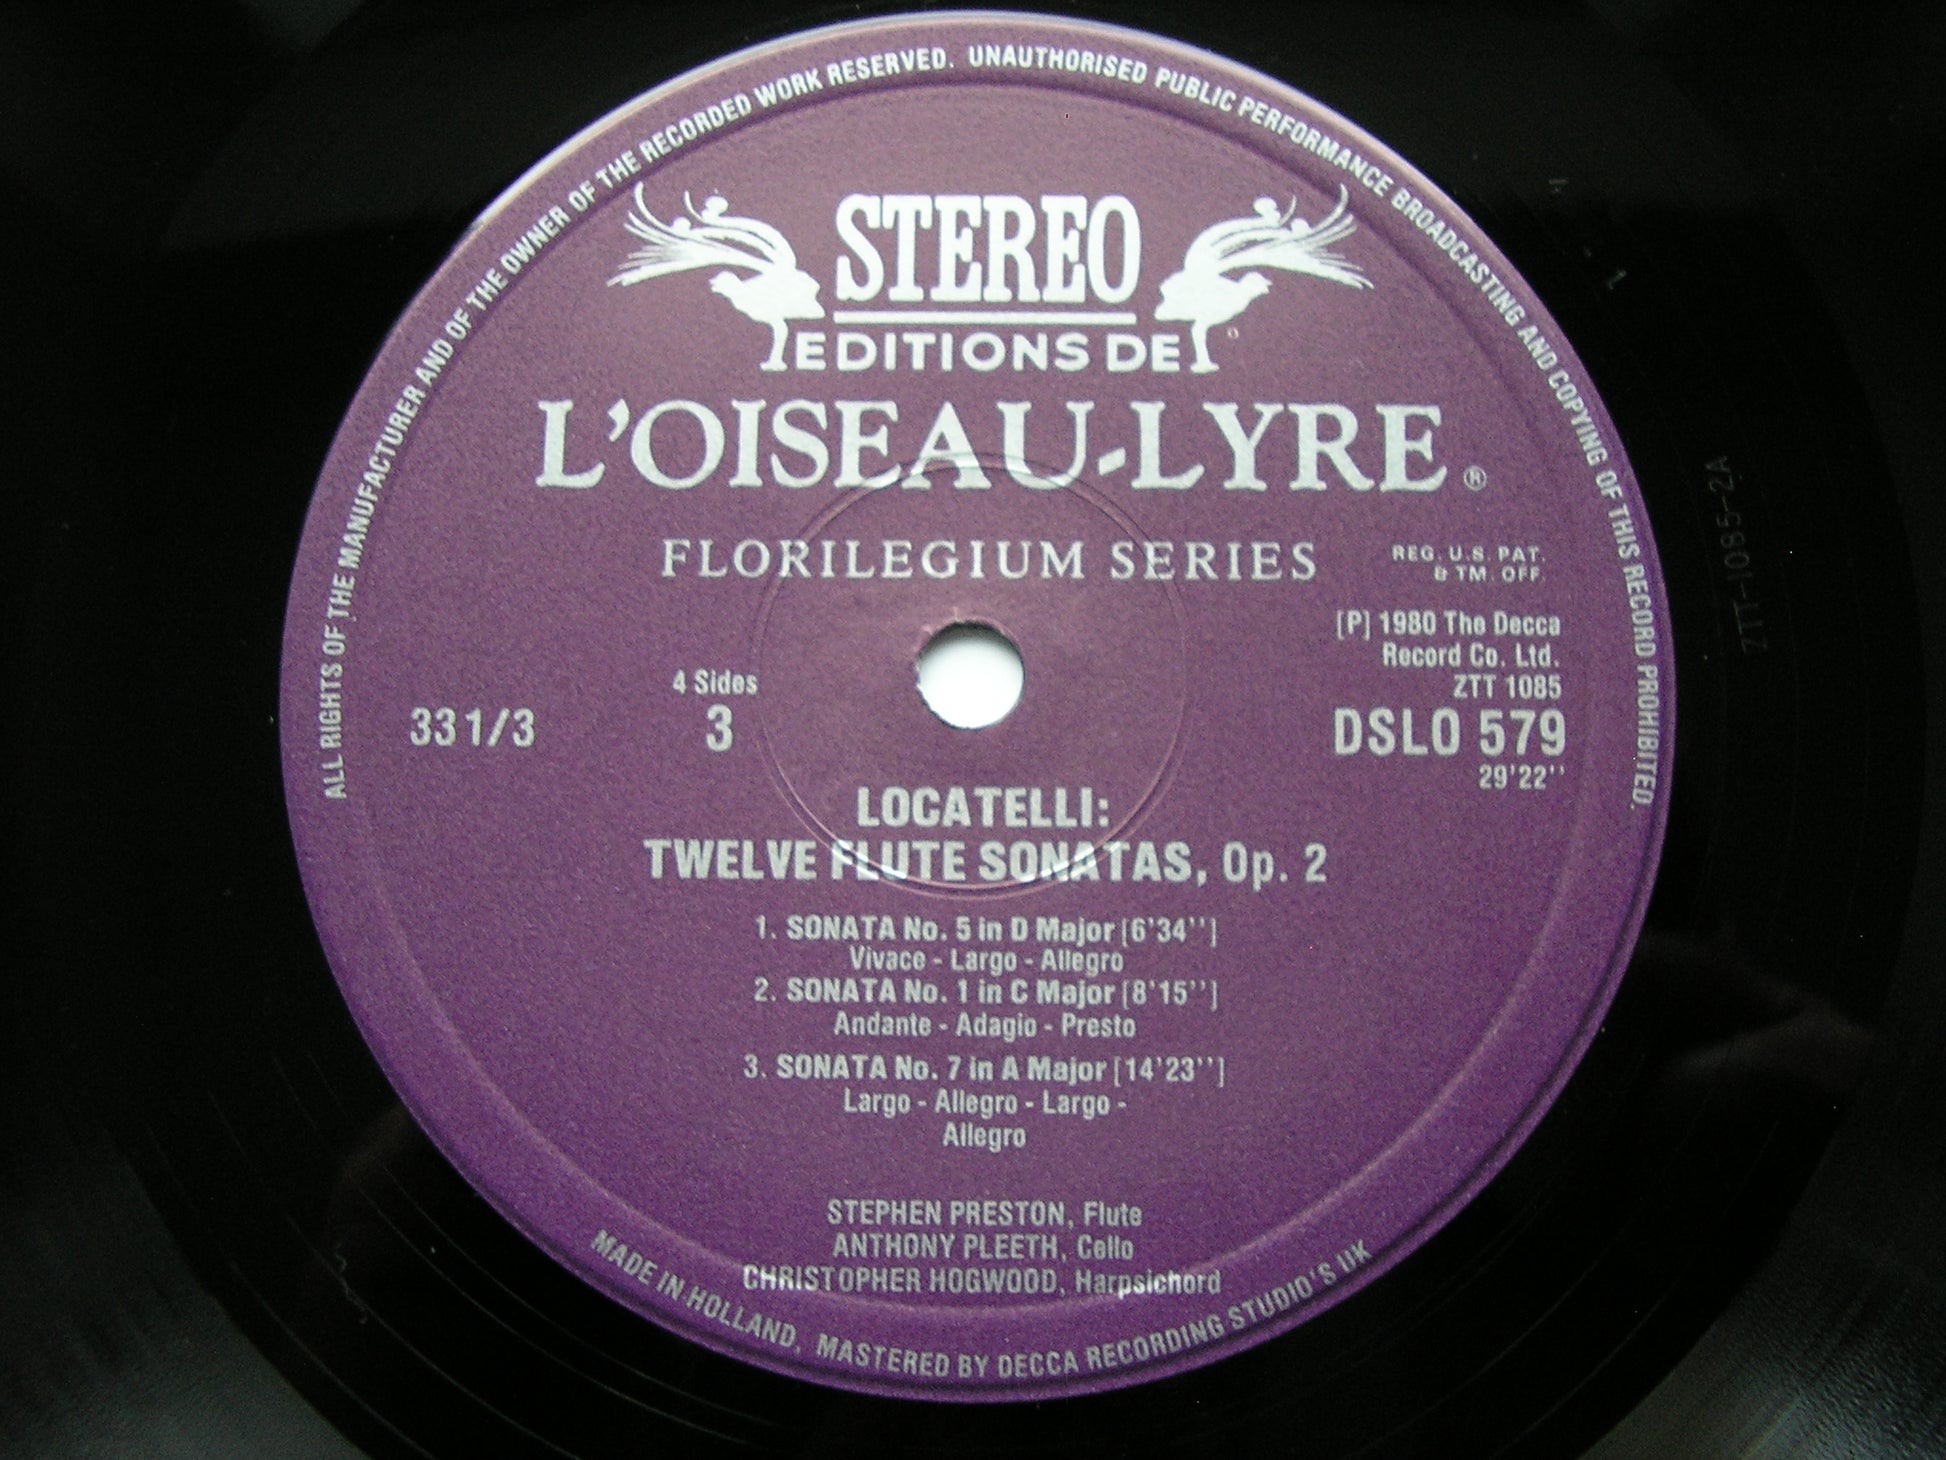 ALL RIGHTS OF THE MANUFACTURER AND OF THE OWNER OF THE RECORDED WORK RESERVED. UNAUTHORISED PUBLIC PERFORMANCE BROADCASTING AND COPYING OF THIS RECORD PROHIBITED.
STEREO
EDITIONS DE
L'OISEAU-LYRE ®
FLORILEGIUM SERIES
REG. U.S. PAT.
& TM. OFF.
[P] 1980 The Decca
Record Co. Ltd.
ZTT 1085
4 Sides
33 1/3
3
DSLO 579
29'22''
LOCATELLI:
TWELVE FLUTE SONATAS, Op. 2
1. SONATA No. 5 in D Major [6'34'']
Vivace - Largo - Allegro
2. SONATA No. 1 in C Major [8'15'']
Andante - Adagio - Presto
3. SONATA No. 7 in A Major [14'23'']
Largo - Allegro - Largo -
Allegro
STEPHEN PRESTON, Flute
ANTHONY PLEETH, Cello
CHRISTOPHER HOGWOOD, Harpsichord
MADE IN HOLLAND, MASTERED BY DECCA RECORDING STUDIO'S UK
ZTT-1085-2A
1